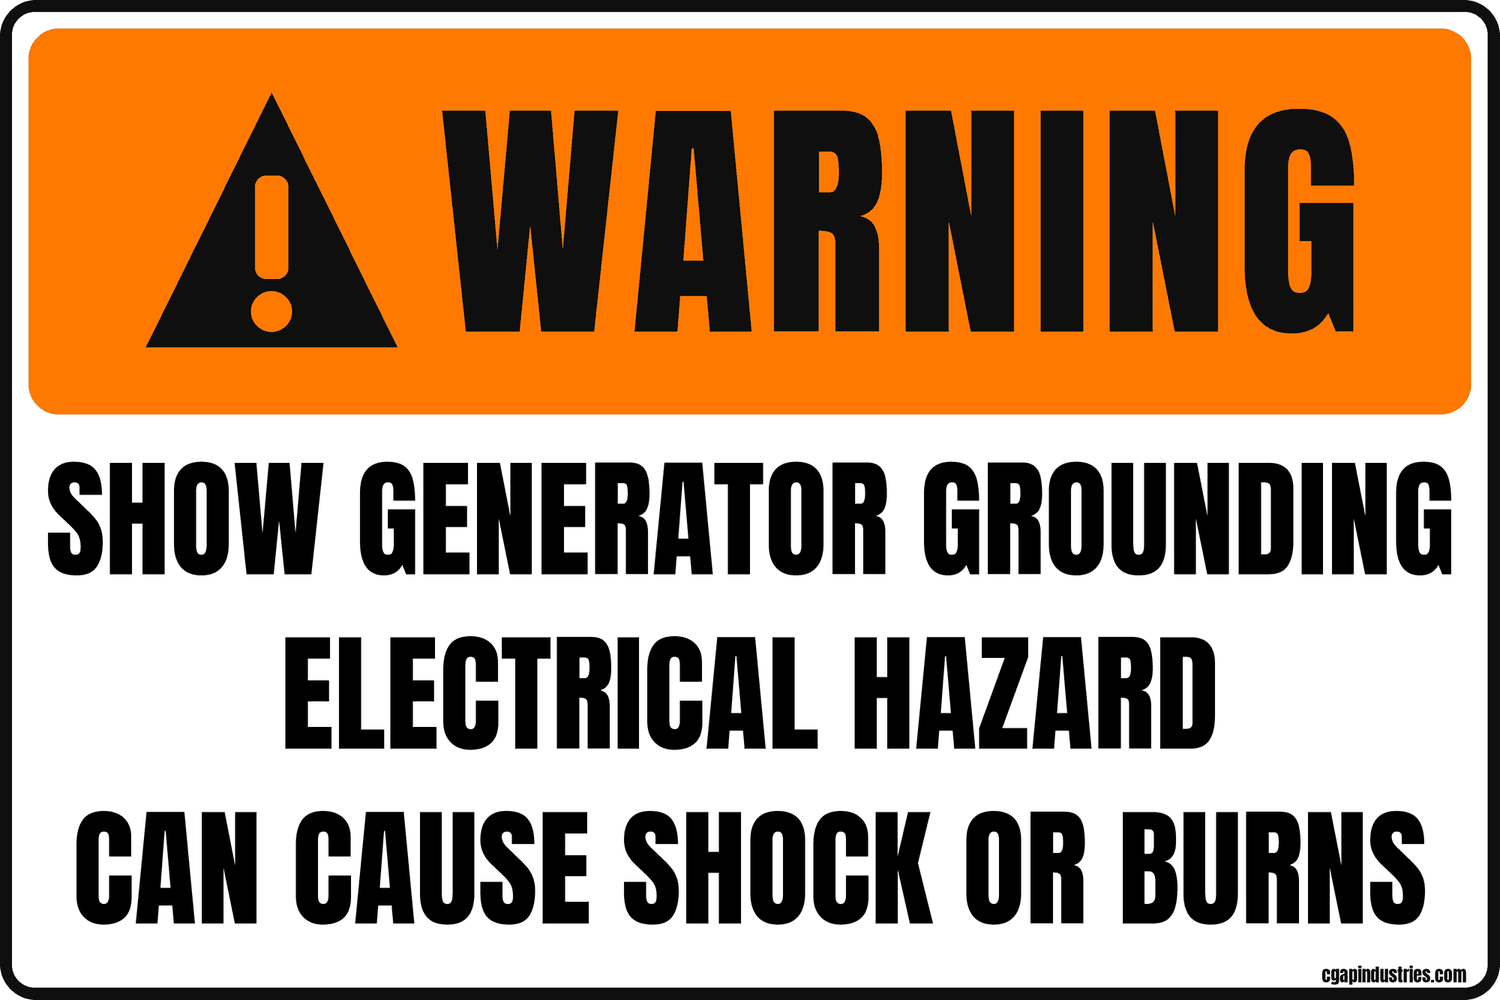 WARNING
SHOW GENERATOR GROUNDING
ELECTRICAL HAZARD
CAN CAUSE SHOCK OR BURNS
cgapindustries.com